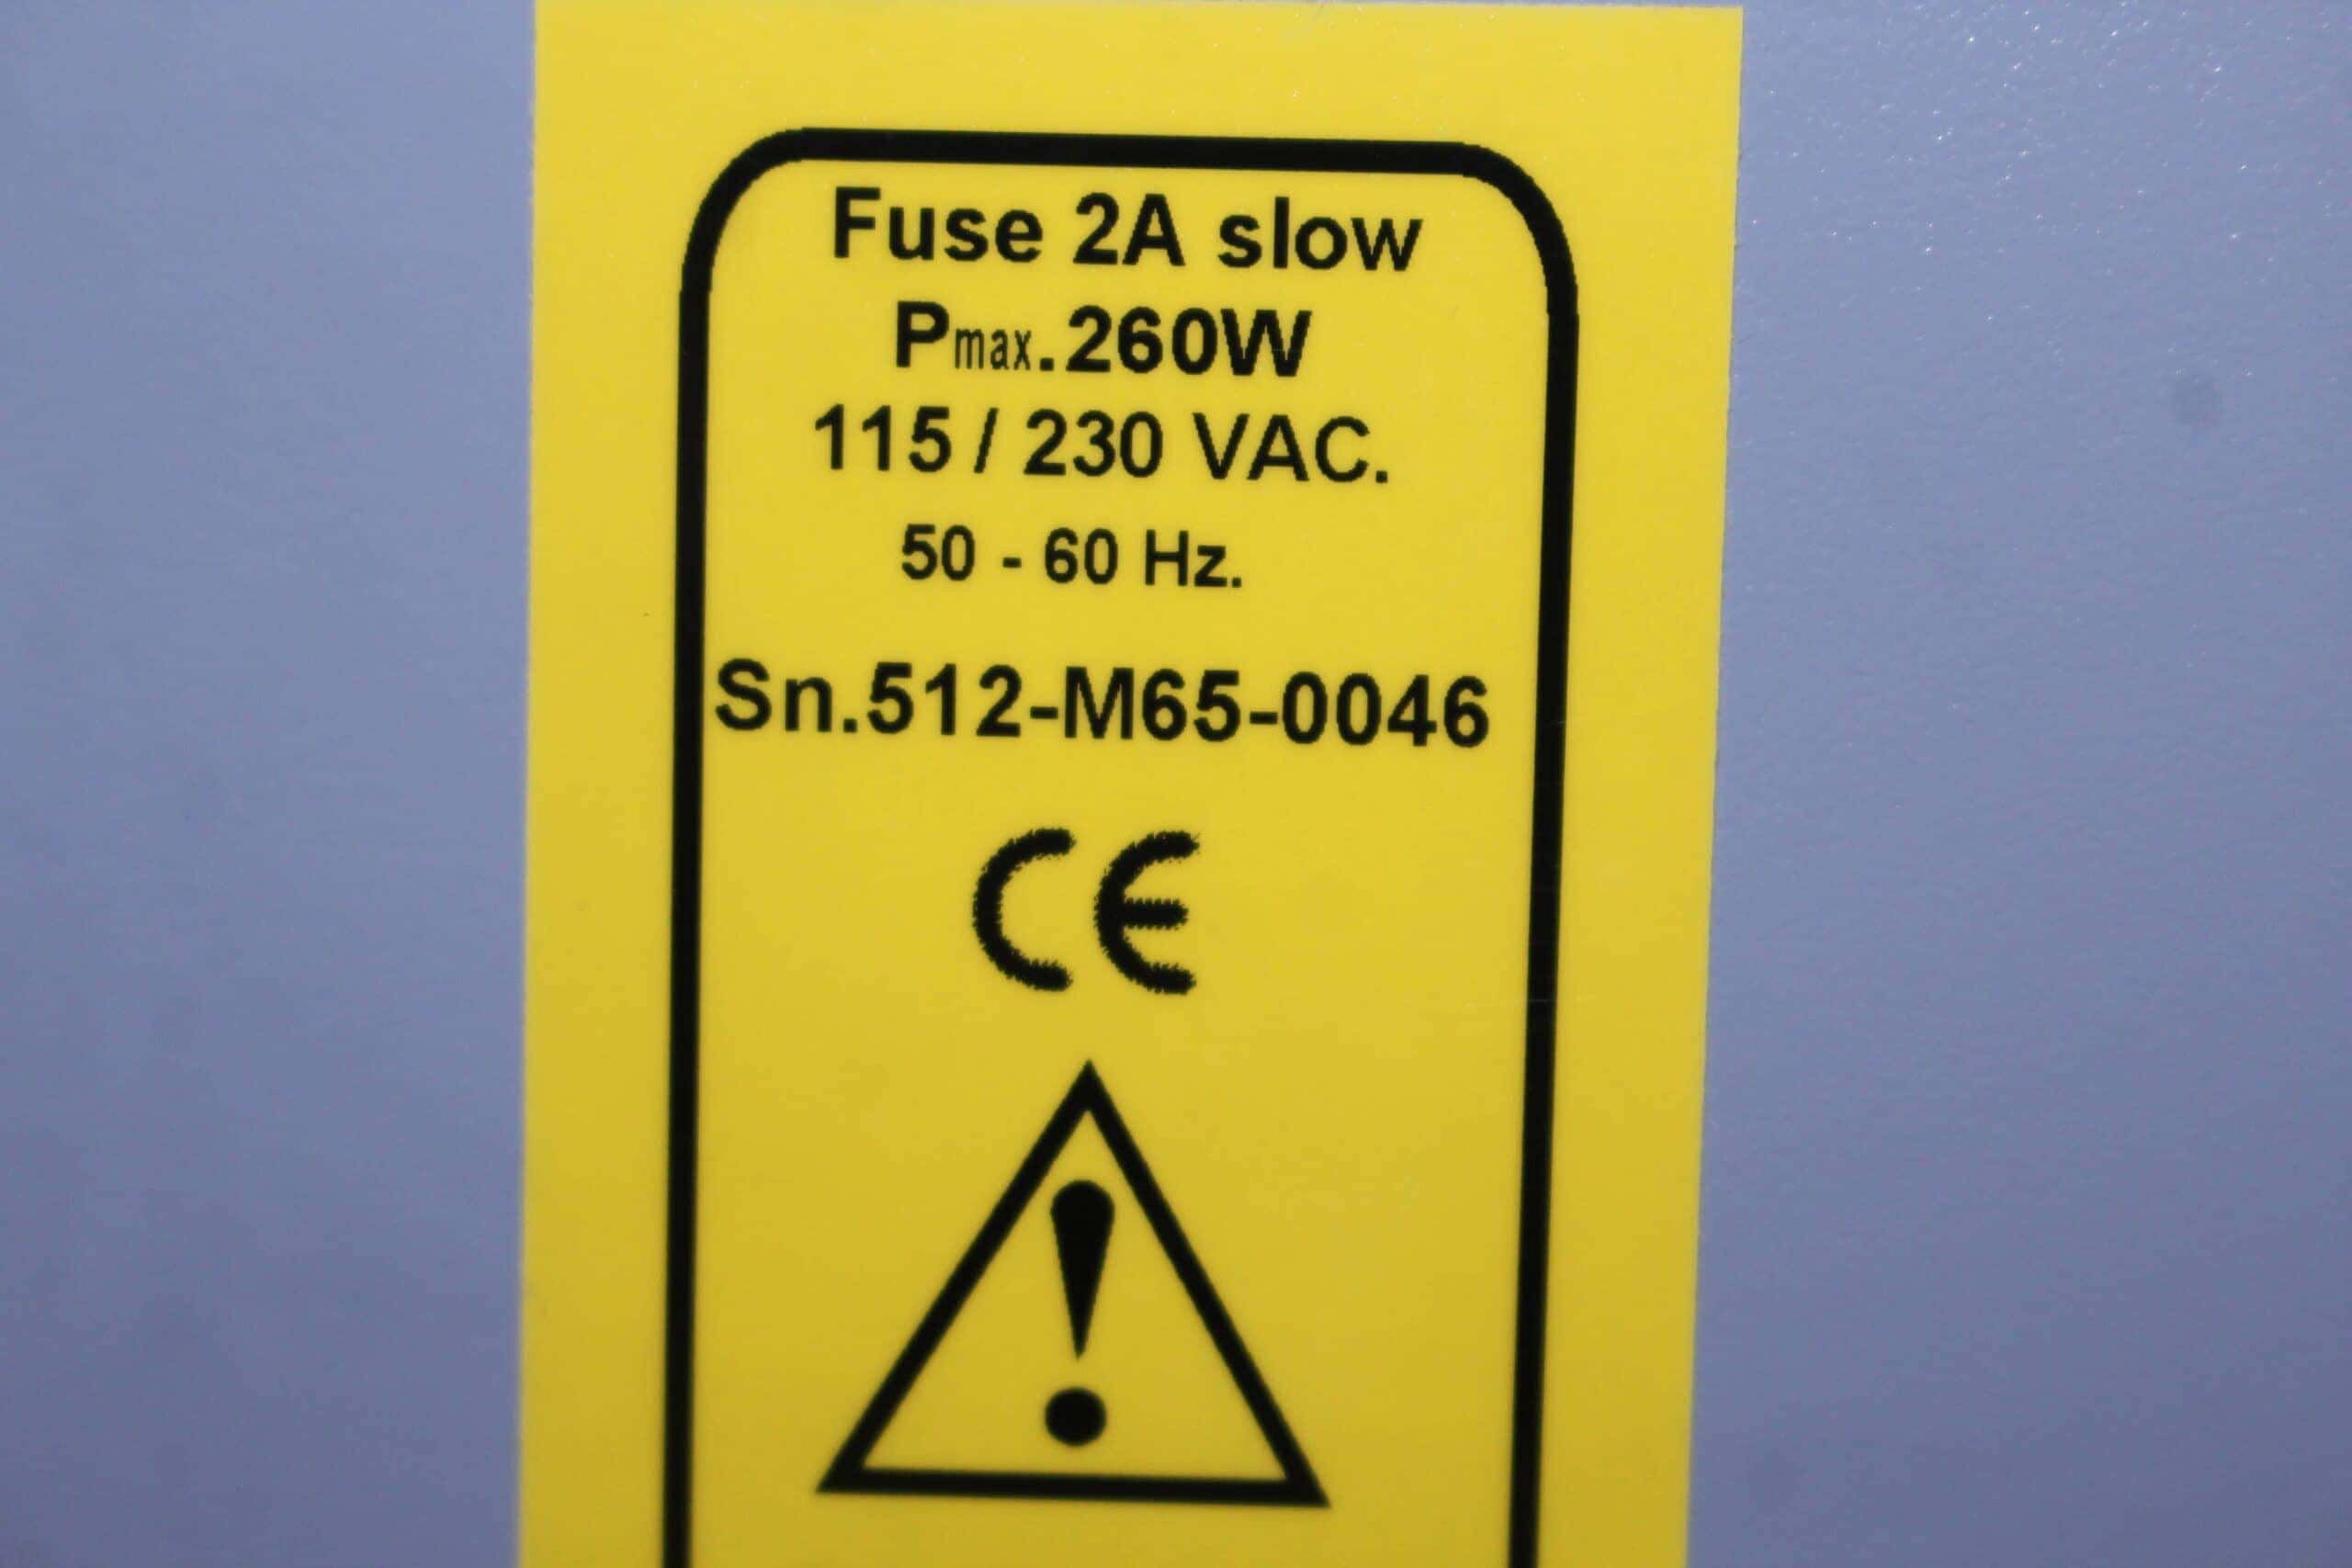 Fuse 2A slow
Pmax.260W
115 / 230 VAC.
50 - 60 Hz.
Sn.512-M65-0046
CE
!